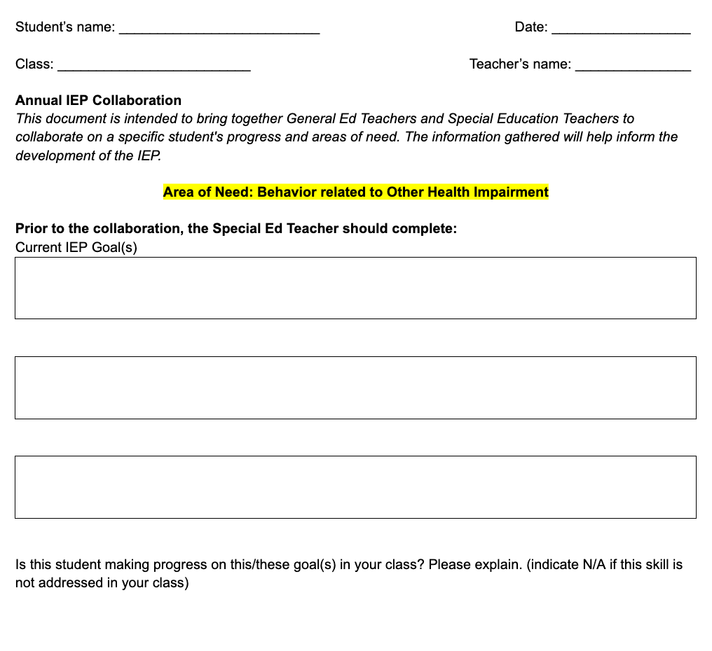 Student’s name: __________________________ Date: __________________
Class: _________________________ Teacher’s name: _______________
Annual IEP Collaboration
This document is intended to bring together General Ed Teachers and Special Education Teachers to
collaborate on a specific student's progress and areas of need. The information gathered will help inform the
development of the IEP.
Area of Need: Behavior related to Other Health Impairment
Prior to the collaboration, the Special Ed Teacher should complete:
Current IEP Goal(s)
Is this student making progress on this/these goal(s) in your class? Please explain. (indicate N/A if this skill is
not addressed in your class)